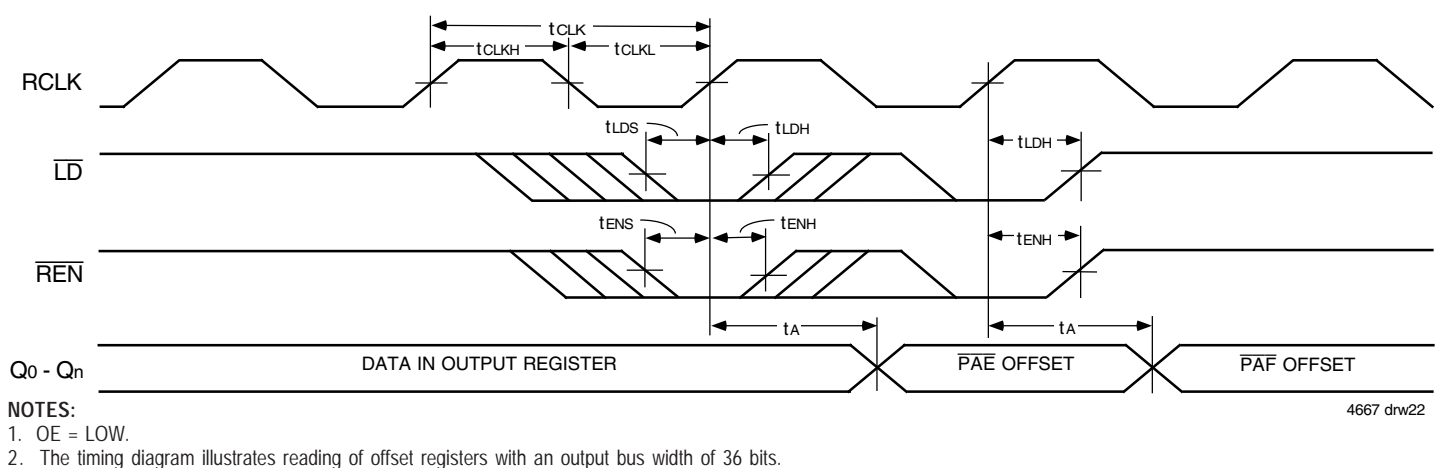 tCLK
tCLKH
tCLKL
RCLK
tLDS
tLDH
tLDH
LD
tENS
tENH
tENH
REN
tA
tA
Q0 - Qn
DATA IN OUTPUT REGISTER
PAE OFFSET
PAF OFFSET
NOTES:
4667 drw22
1. OE = LOW.
2. The timing diagram illustrates reading of offset registers with an output bus width of 36 bits.